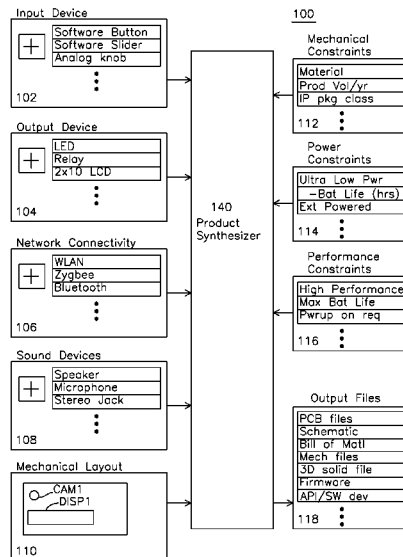 100
Input Device
Software Button
Software Slider
Analog knob
102
Output Device
LED
Relay
2x10 LCD
104
Network Connectivity
WLAN
Zygbee
Bluetooth
106
Sound Devices
Speaker
Microphone
Stereo Jack
108
Mechanical Layout
CAM1
DISP1
110
140
Product
Synthesizer
Mechanical
Constraints
Material
Prod Vol/yr
IP pkg class
112
Power
Constraints
Ultra Low Pwr
-Bat Life (hrs)
Ext Powered
114
Performance
Constraints
High Performance
Max Bat Life
Pwrup on req
116
Output Files
PCB files
Schematic
Bill of Matl
Mech files
3D solid file
Firmware
API/SW dev
118